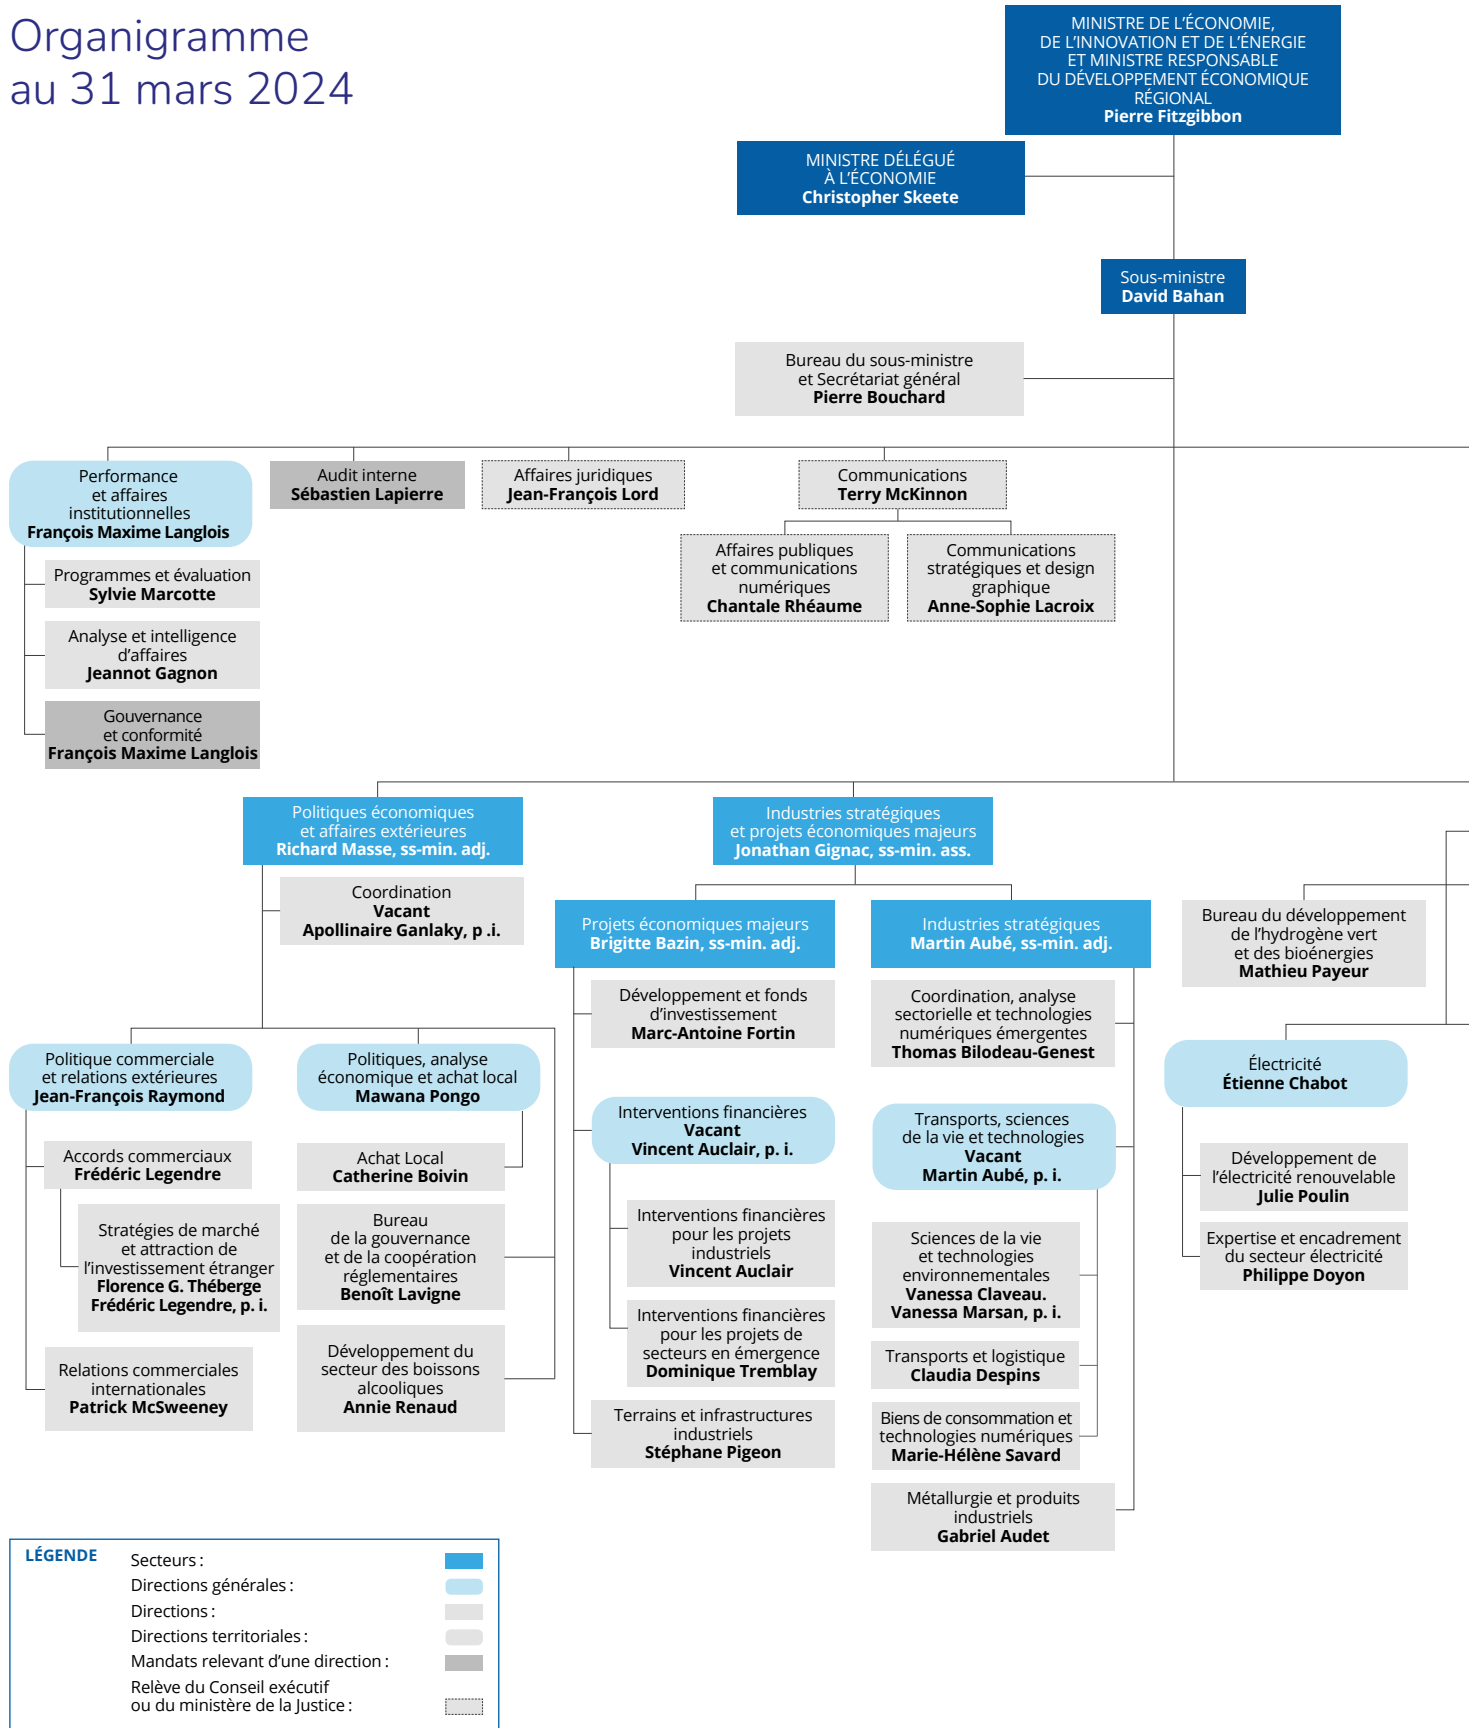 Organigramme
au 31 mars 2024
MINISTRE DE L’ÉCONOMIE,
DE L’INNOVATION ET DE L’ÉNERGIE
ET MINISTRE RESPONSABLE
DU DÉVELOPPEMENT ÉCONOMIQUE
RÉGIONAL
Pierre Fitzgibbon
MINISTRE DÉLÉGUÉ
À L’ÉCONOMIE
Christopher Skeete
Sous-ministre
David Bahan
Bureau du sous-ministre
et Secrétariat général
Pierre Bouchard
Performance
et affaires
institutionnelles
François Maxime Langlois
Audit interne
Sébastien Lapierre
Affaires juridiques
Jean-François Lord
Communications
Terry McKinnon
Affaires publiques
et communications
numériques
Chantale Rhéaume
Communications
stratégiques et design
graphique
Anne-Sophie Lacroix
Programmes et évaluation
Sylvie Marcotte
Analyse et intelligence
d’affaires
Jeannot Gagnon
Gouvernance
et conformité
François Maxime Langlois
Politiques économiques
et affaires extérieures
Richard Masse, ss-min. adj.
Coordination
Vacant
Apollinaire Ganlaky, p .i.
Politique commerciale
et relations extérieures
Jean-François Raymond
Accords commerciaux
Frédéric Legendre
Stratégies de marché
et attraction de
l’investissement étranger
Florence G. Théberge
Frédéric Legendre, p. i.
Relations commerciales
internationales
Patrick McSweeney
Politiques, analyse
économique et achat local
Mawana Pongo
Achat Local
Catherine Boivin
Bureau
de la gouvernance
et de la coopération
réglementaires
Benoît Lavigne
Développement du
secteur des boissons
alcooliques
Annie Renaud
Industries stratégiques
et projets économiques majeurs
Jonathan Gignac, ss-min. ass.
Projets économiques majeurs
Brigitte Bazin, ss-min. adj.
Développement et fonds
d’investissement
Marc-Antoine Fortin
Interventions financières
Vacant
Vincent Auclair, p. i.
Interventions financières
pour les projets
industriels
Vincent Auclair
Interventions financières
pour les projets de
secteurs en émergence
Dominique Tremblay
Terrains et infrastructures
industriels
Stéphane Pigeon
Industries stratégiques
Martin Aubé, ss-min. adj.
Coordination, analyse
sectorielle et technologies
numériques émergentes
Thomas Bilodeau-Genest
Transports, sciences
de la vie et technologies
Vacant
Martin Aubé, p. i.
Sciences de la vie
et technologies
environnementales
Vanessa Claveau.
Vanessa Marsan, p. i.
Transports et logistique
Claudia Despins
Biens de consommation et
technologies numériques
Marie-Hélène Savard
Métallurgie et produits
industriels
Gabriel Audet
Bureau du développement
de l’hydrogène vert
et des bioénergies
Mathieu Payeur
Électricité
Étienne Chabot
Développement de
l’électricité renouvelable
Julie Poulin
Expertise et encadrement
du secteur électricité
Philippe Doyon
LÉGENDE
Secteurs :
Directions générales :
Directions :
Directions territoriales :
Mandats relevant d’une direction :
Relève du Conseil exécutif
ou du ministère de la Justice :